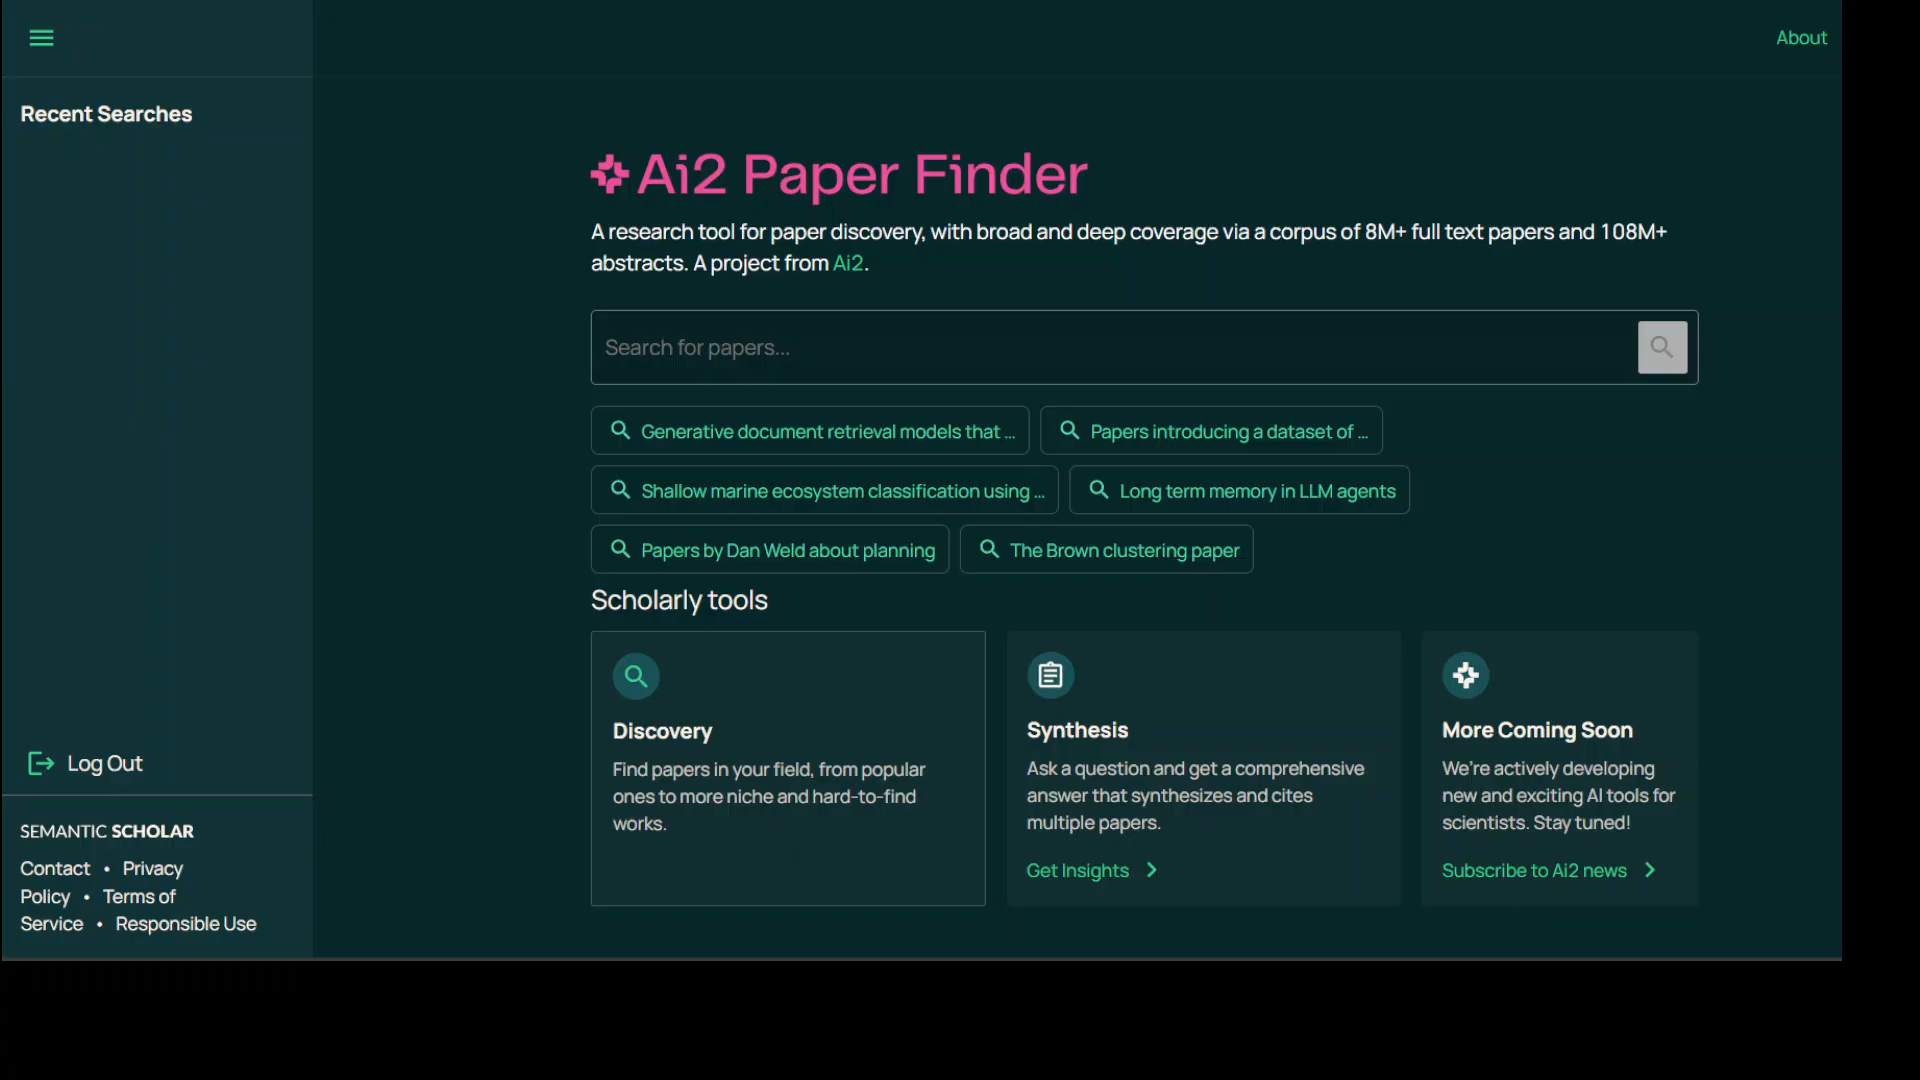 About
Recent Searches
Ai2 Paper Finder
A research tool for paper discovery, with broad and deep coverage via a corpus of 8M+ full text papers and 108M+
abstracts. A project from Ai2.
Search for papers...
Generative document retrieval models that ...
Papers introducing a dataset of ...
Shallow marine ecosystem classification using ...
Long term memory in LLM agents
Papers by Dan Weld about planning
The Brown clustering paper
Scholarly tools
Discovery
Find papers in your field, from popular
ones to more niche and hard-to-find
works.
Synthesis
Ask a question and get a comprehensive
answer that synthesizes and cites
multiple papers.
Get Insights
More Coming Soon
We're actively developing
new and exciting AI tools for
scientists. Stay tuned!
Subscribe to Ai2 news
Log Out
SEMANTIC SCHOLAR
Contact • Privacy
Policy • Terms of
Service • Responsible Use